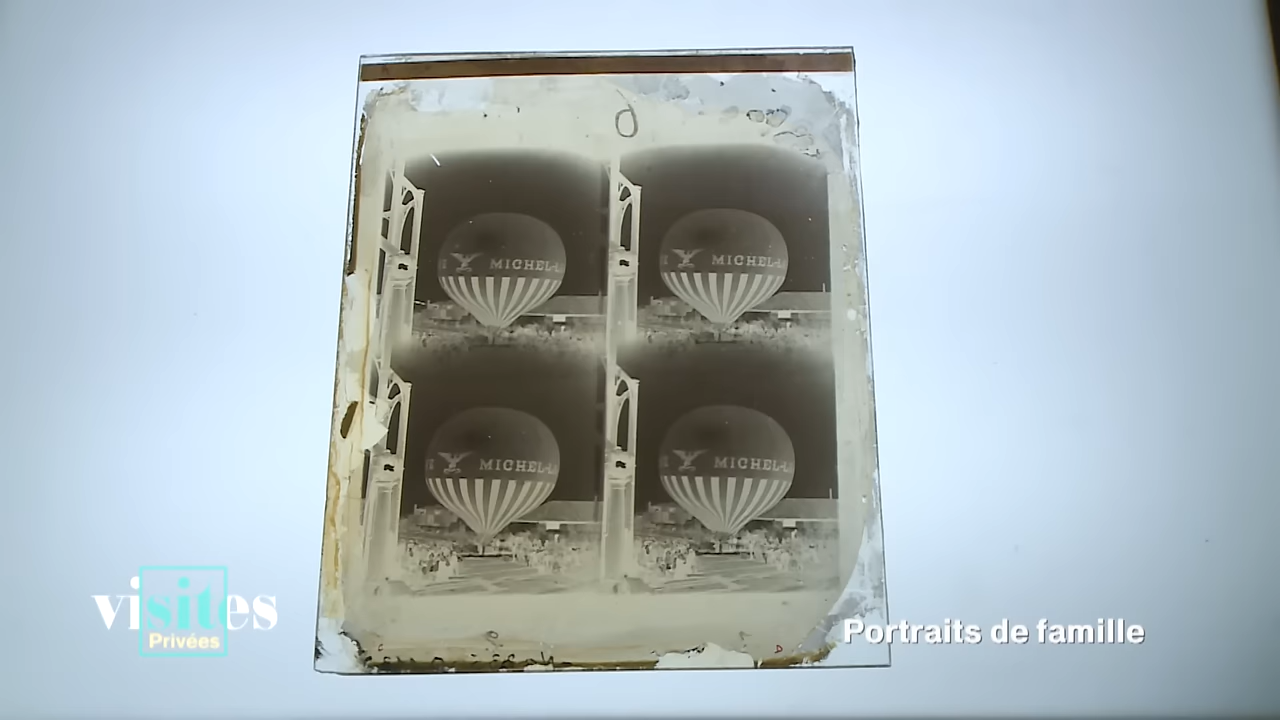 MICHEL-
MICHEL-L
MICHEL-L
MICHEL-L
visites
Privées
Portraits de famille